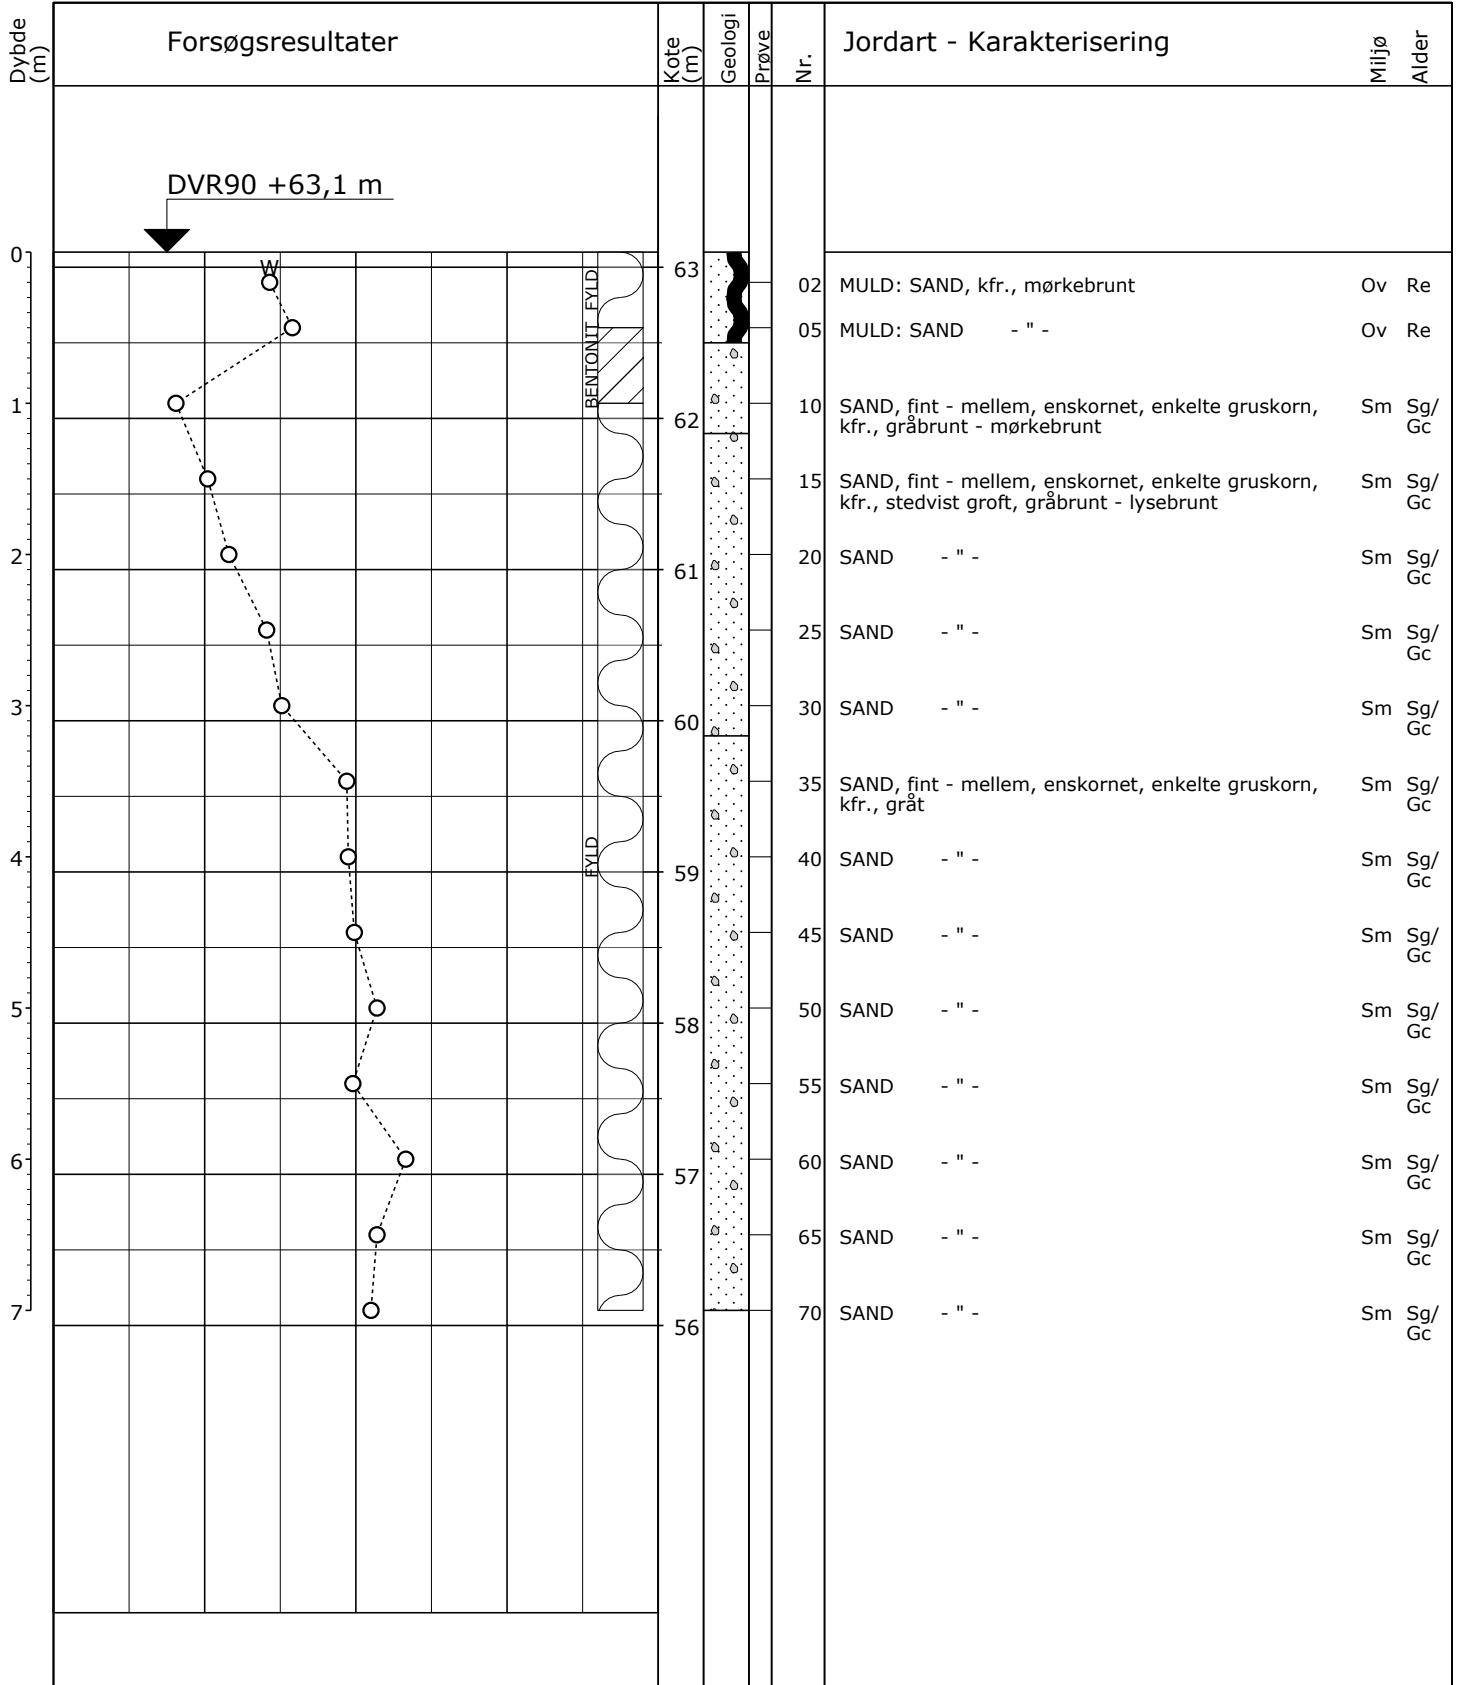 Dybde
(m)
Forsøgsresultater
Kote
(m)
Geologi
Prøve
Nr.
Jordart - Karakterisering
Miljø
Alder
DVR90 +63,1 m
0
W
FYLD
63
02 MULD: SAND, kfr., mørkebrunt Ov Re
05 MULD: SAND - " - Ov Re
BENTONIT
1
62
10 SAND, fint - mellem, enskornet, enkelte gruskorn, Sm Sg/
kfr., gråbrunt - mørkebrunt Gc
15 SAND, fint - mellem, enskornet, enkelte gruskorn, Sm Sg/
kfr., stedvist groft, gråbrunt - lysebrunt Gc
2
61
20 SAND - " - Sm Sg/
Gc
25 SAND - " - Sm Sg/
Gc
3
60
30 SAND - " - Sm Sg/
Gc
35 SAND, fint - mellem, enskornet, enkelte gruskorn, Sm Sg/
kfr., gråt Gc
4
FYLD
59
40 SAND - " - Sm Sg/
Gc
45 SAND - " - Sm Sg/
Gc
5
58
50 SAND - " - Sm Sg/
Gc
55 SAND - " - Sm Sg/
Gc
6
57
60 SAND - " - Sm Sg/
Gc
65 SAND - " - Sm Sg/
Gc
7
56
70 SAND - " - Sm Sg/
Gc